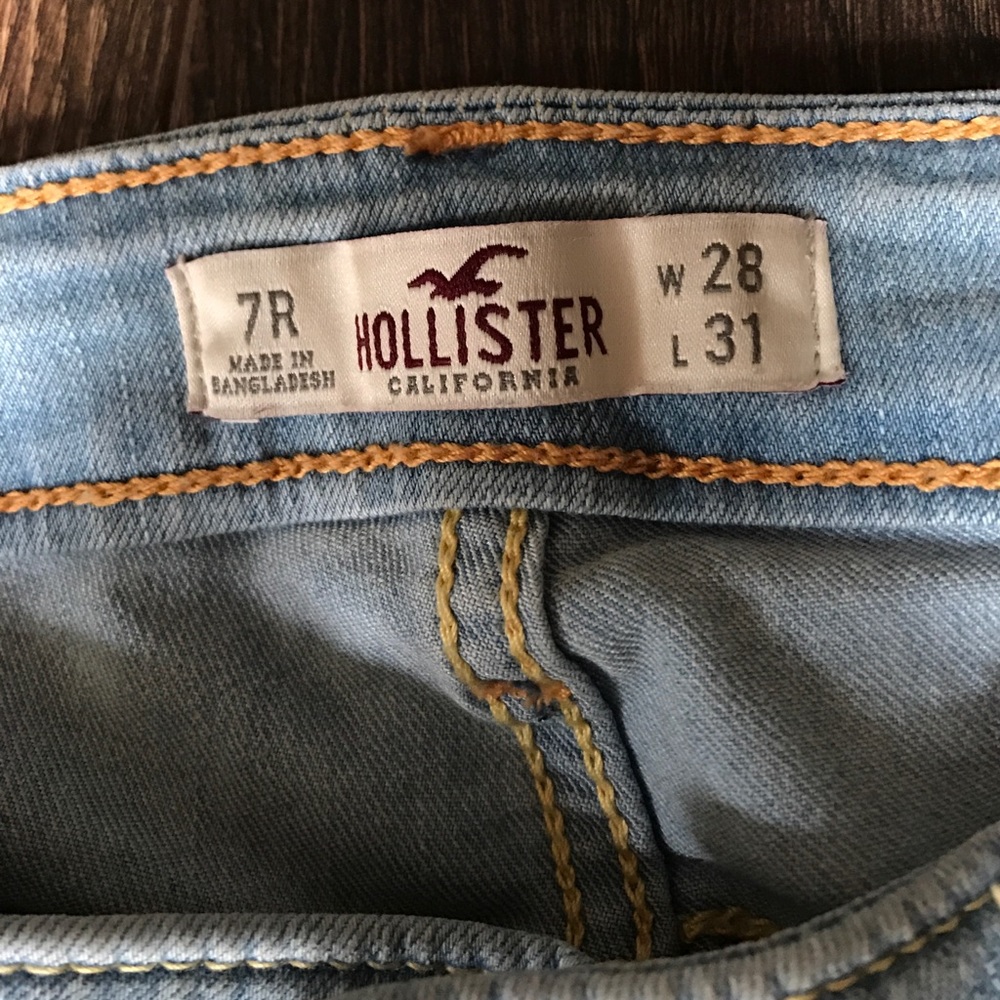 7R
MADE IN
BANGLADESH
HOLLISTER
CALIFORNIA
W 28
L 31